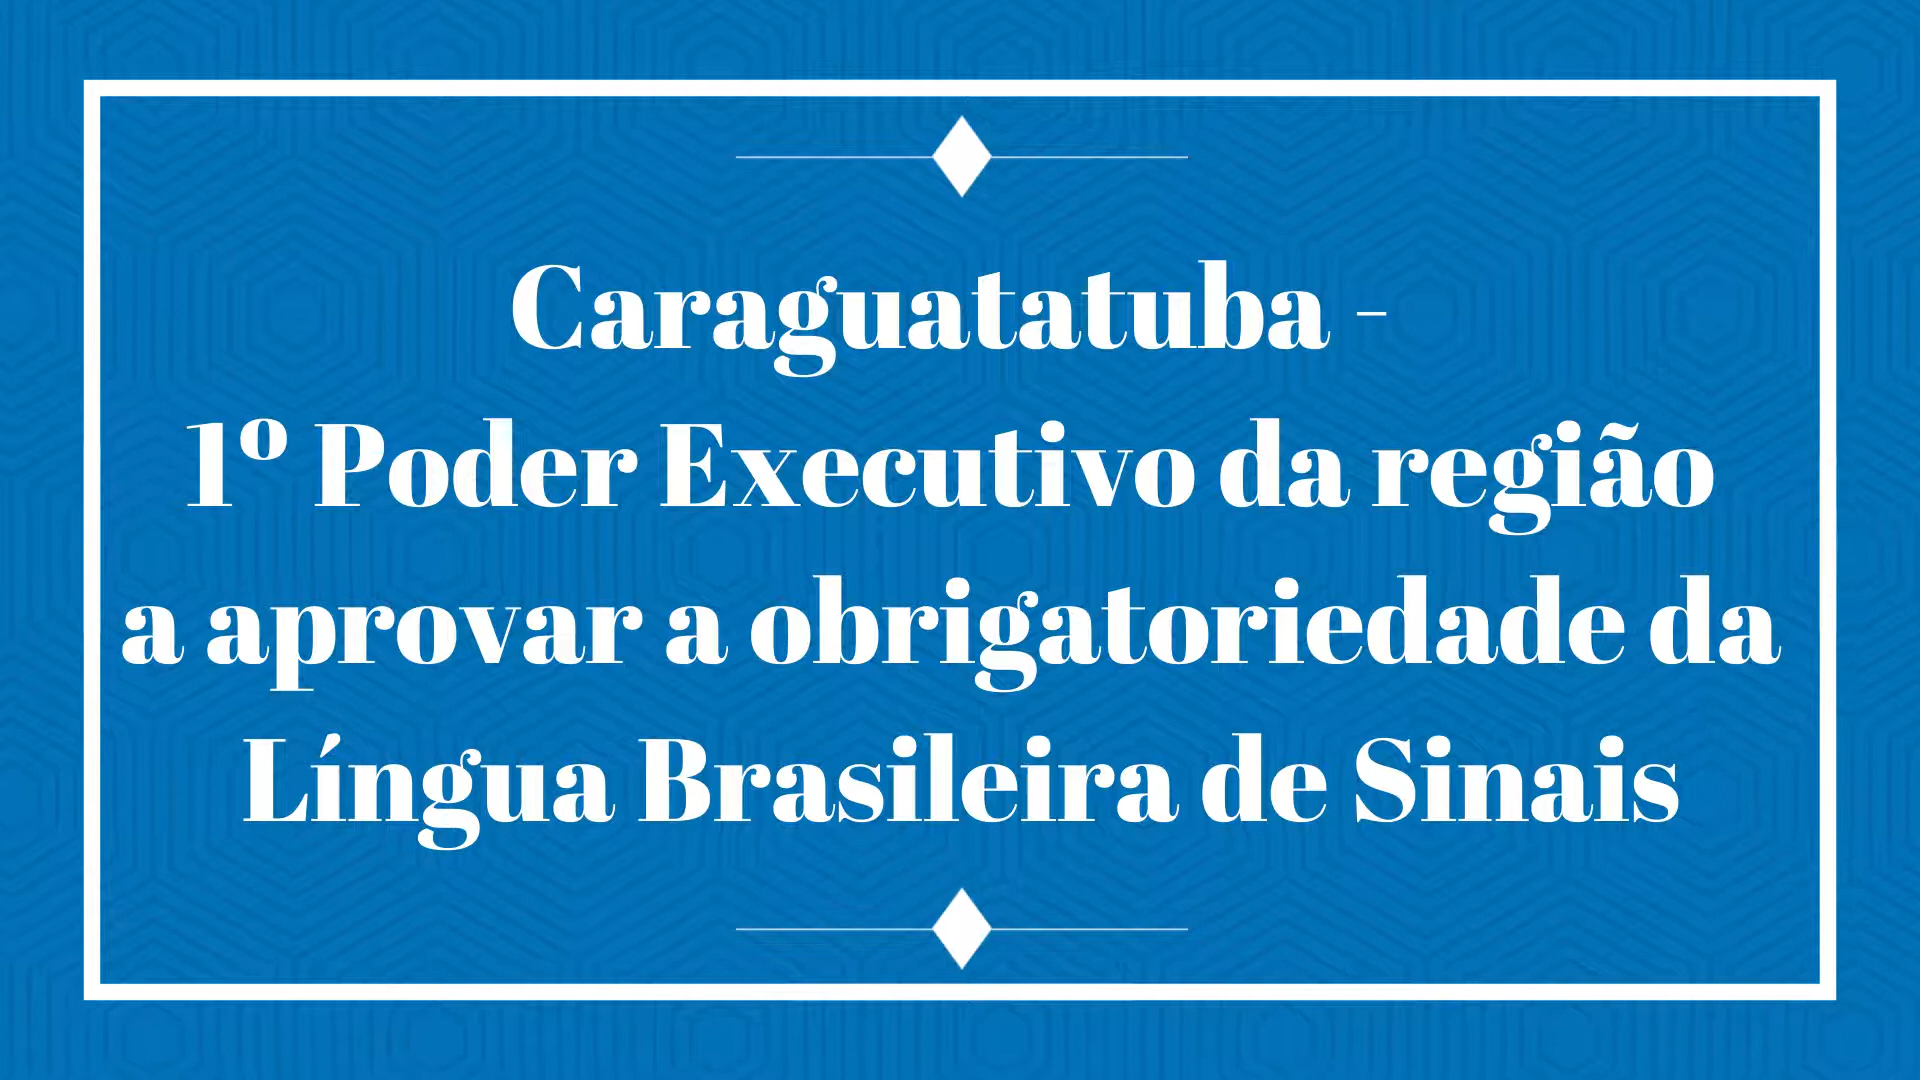 Caraguatatuba -
1º Poder Executivo da região
a aprovar a obrigatoriedade da
Língua Brasileira de Sinais